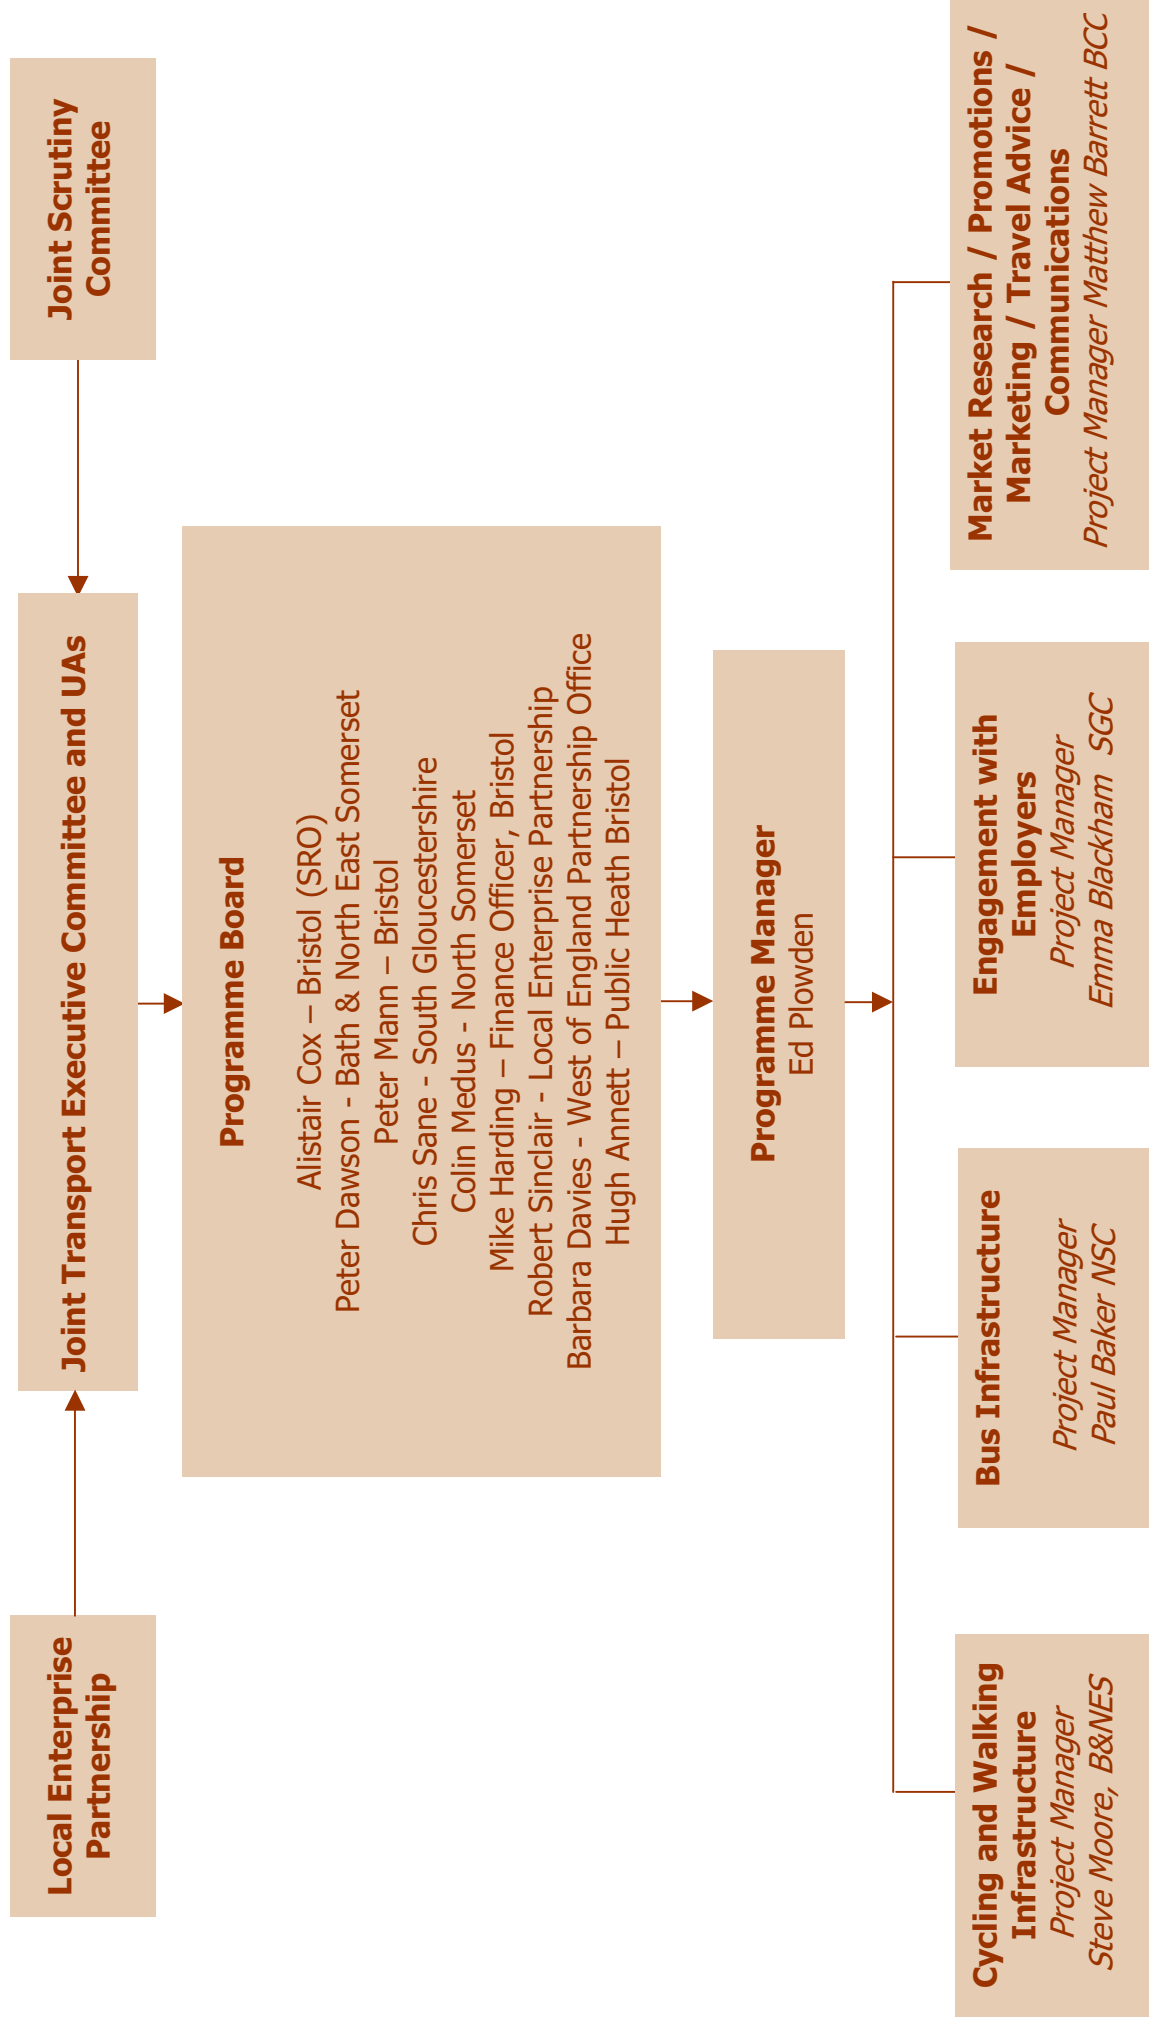 Local Enterprise
Partnership
Joint Transport Executive Committee and UAs
Joint Scrutiny
Committee
Programme Board
Alistair Cox – Bristol (SRO)
Peter Dawson - Bath & North East Somerset
Peter Mann – Bristol
Chris Sane - South Gloucestershire
Colin Medus - North Somerset
Mike Harding – Finance Officer, Bristol
Robert Sinclair - Local Enterprise Partnership
Barbara Davies - West of England Partnership Office
Hugh Annett – Public Heath Bristol
Programme Manager
Ed Plowden
Cycling and Walking
Infrastructure
Project Manager
Steve Moore, B&NES
Bus Infrastructure
Project Manager
Paul Baker NSC
Engagement with
Employers
Project Manager
Emma Blackham  SGC
Market Research / Promotions /
Marketing / Travel Advice /
Communications
Project Manager Matthew Barrett BCC